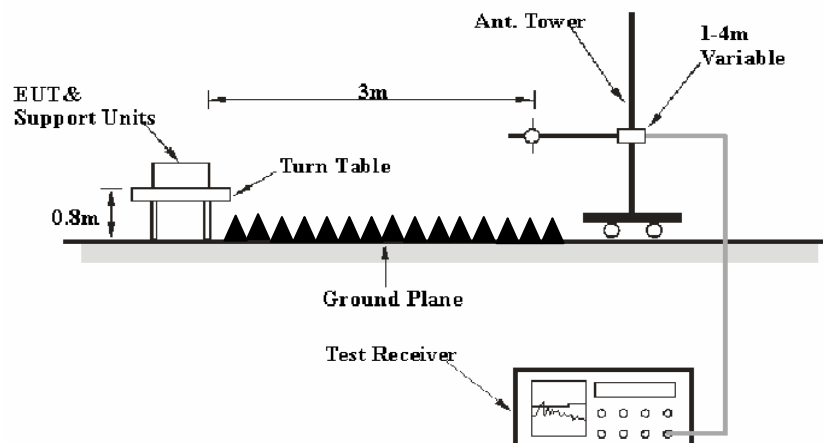 Ant. Tower
1-4m
Variable
3m
EUT&
Support Units
Turn Table
0.8m
Ground Plane
Test Receiver